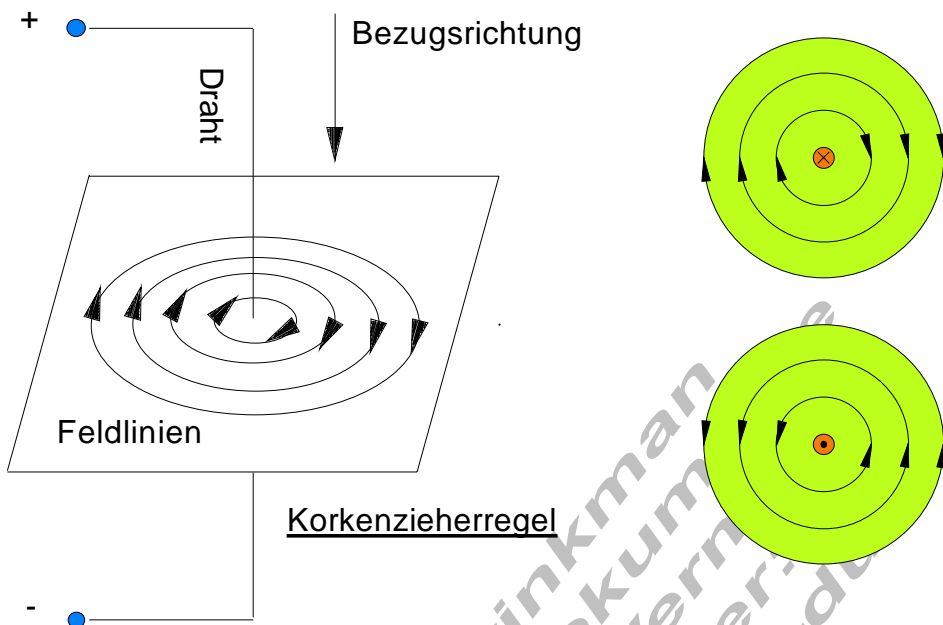 +
Bezugsrichtung
Draht
Feldlinien
Korkenzieherregel
-